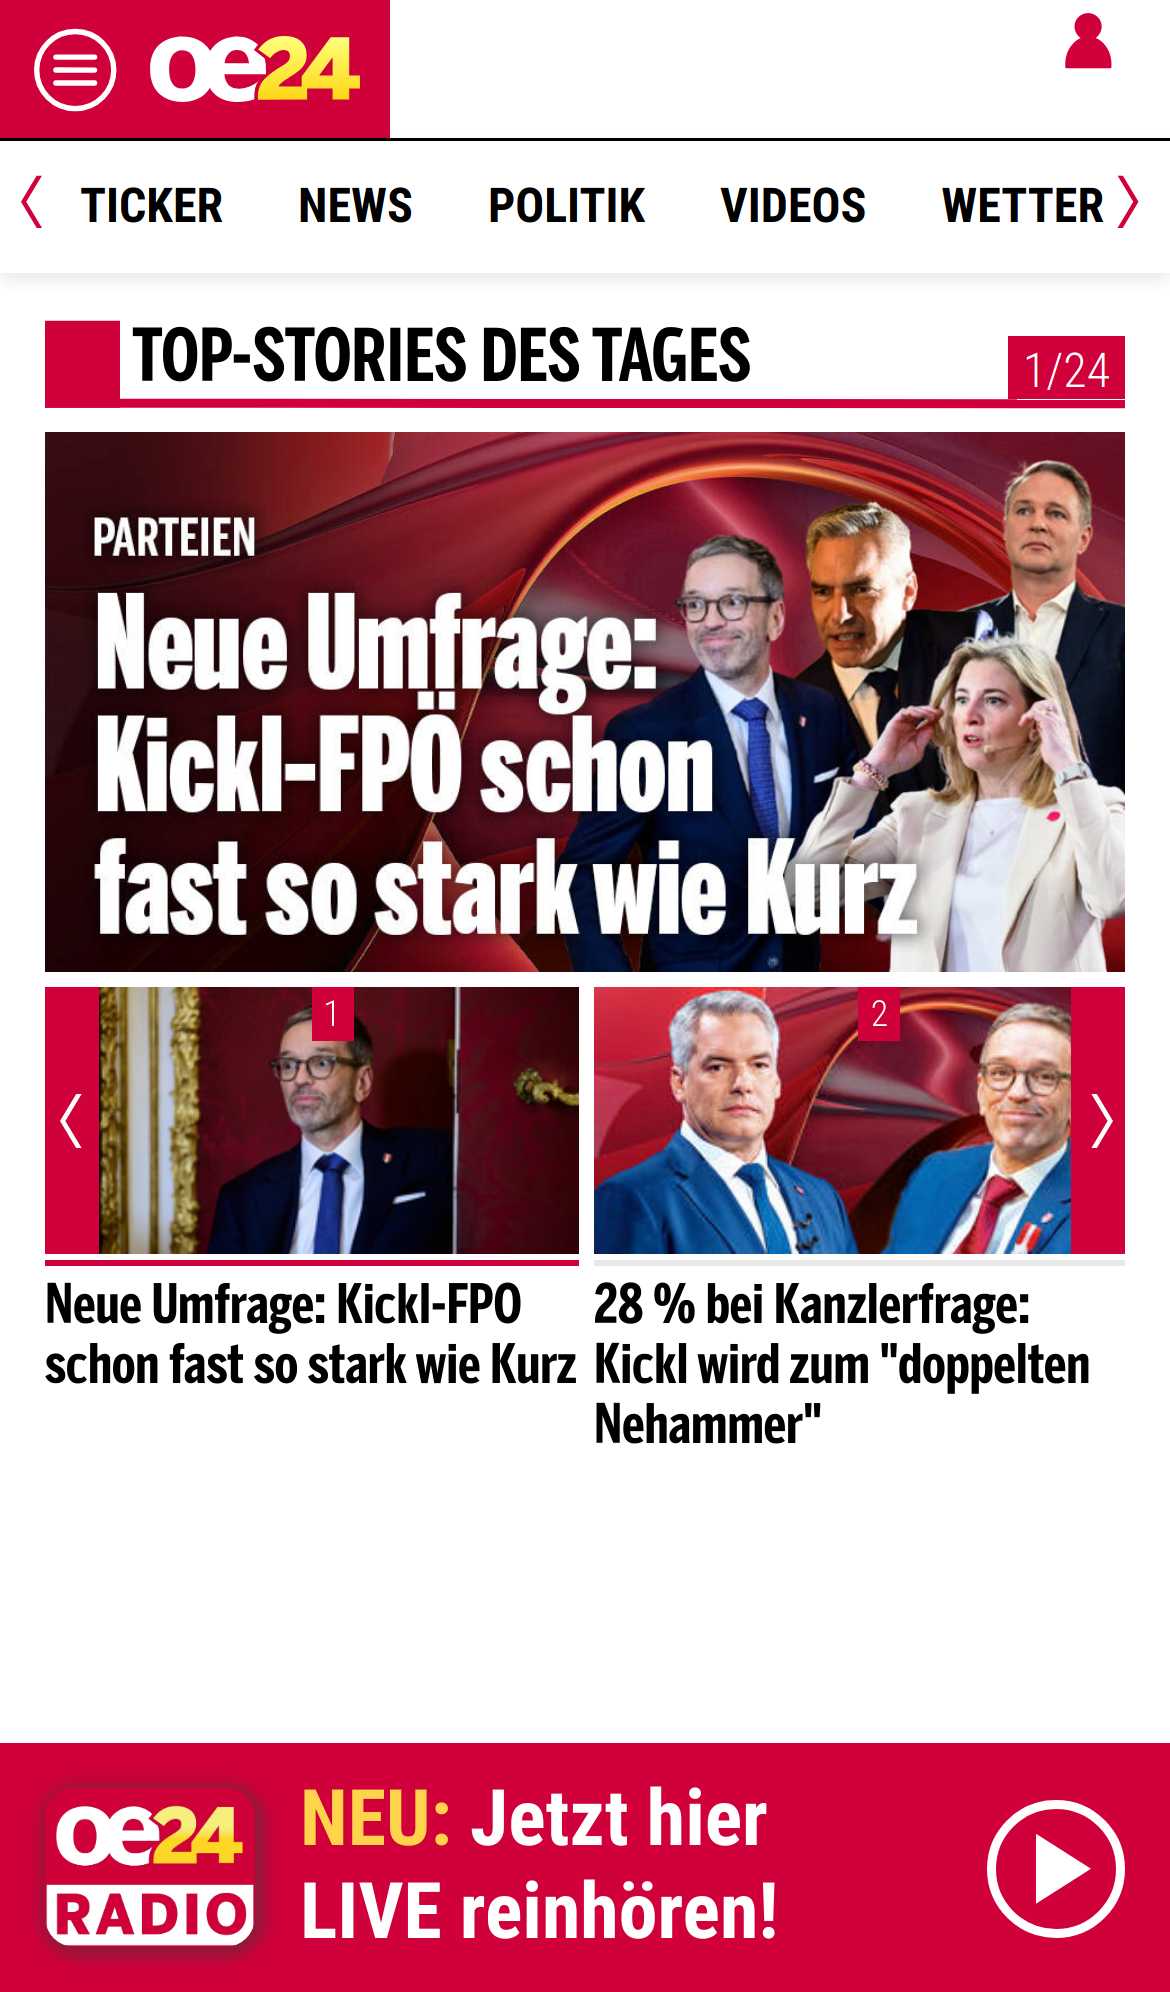 oe24
TICKER
NEWS
POLITIK
VIDEOS
WETTER
TOP-STORIES DES TAGES
1/24
PARTEIEN
Neue Umfrage:
Kickl-FPÖ schon
fast so stark wie Kurz
1
2
Neue Umfrage: Kickl-FPO
schon fast so stark wie Kurz
28 % bei Kanzlerfrage:
Kickl wird zum "doppelten
Nehammer"
oe24
RADIO
NEU: Jetzt hier
LIVE reinhören!